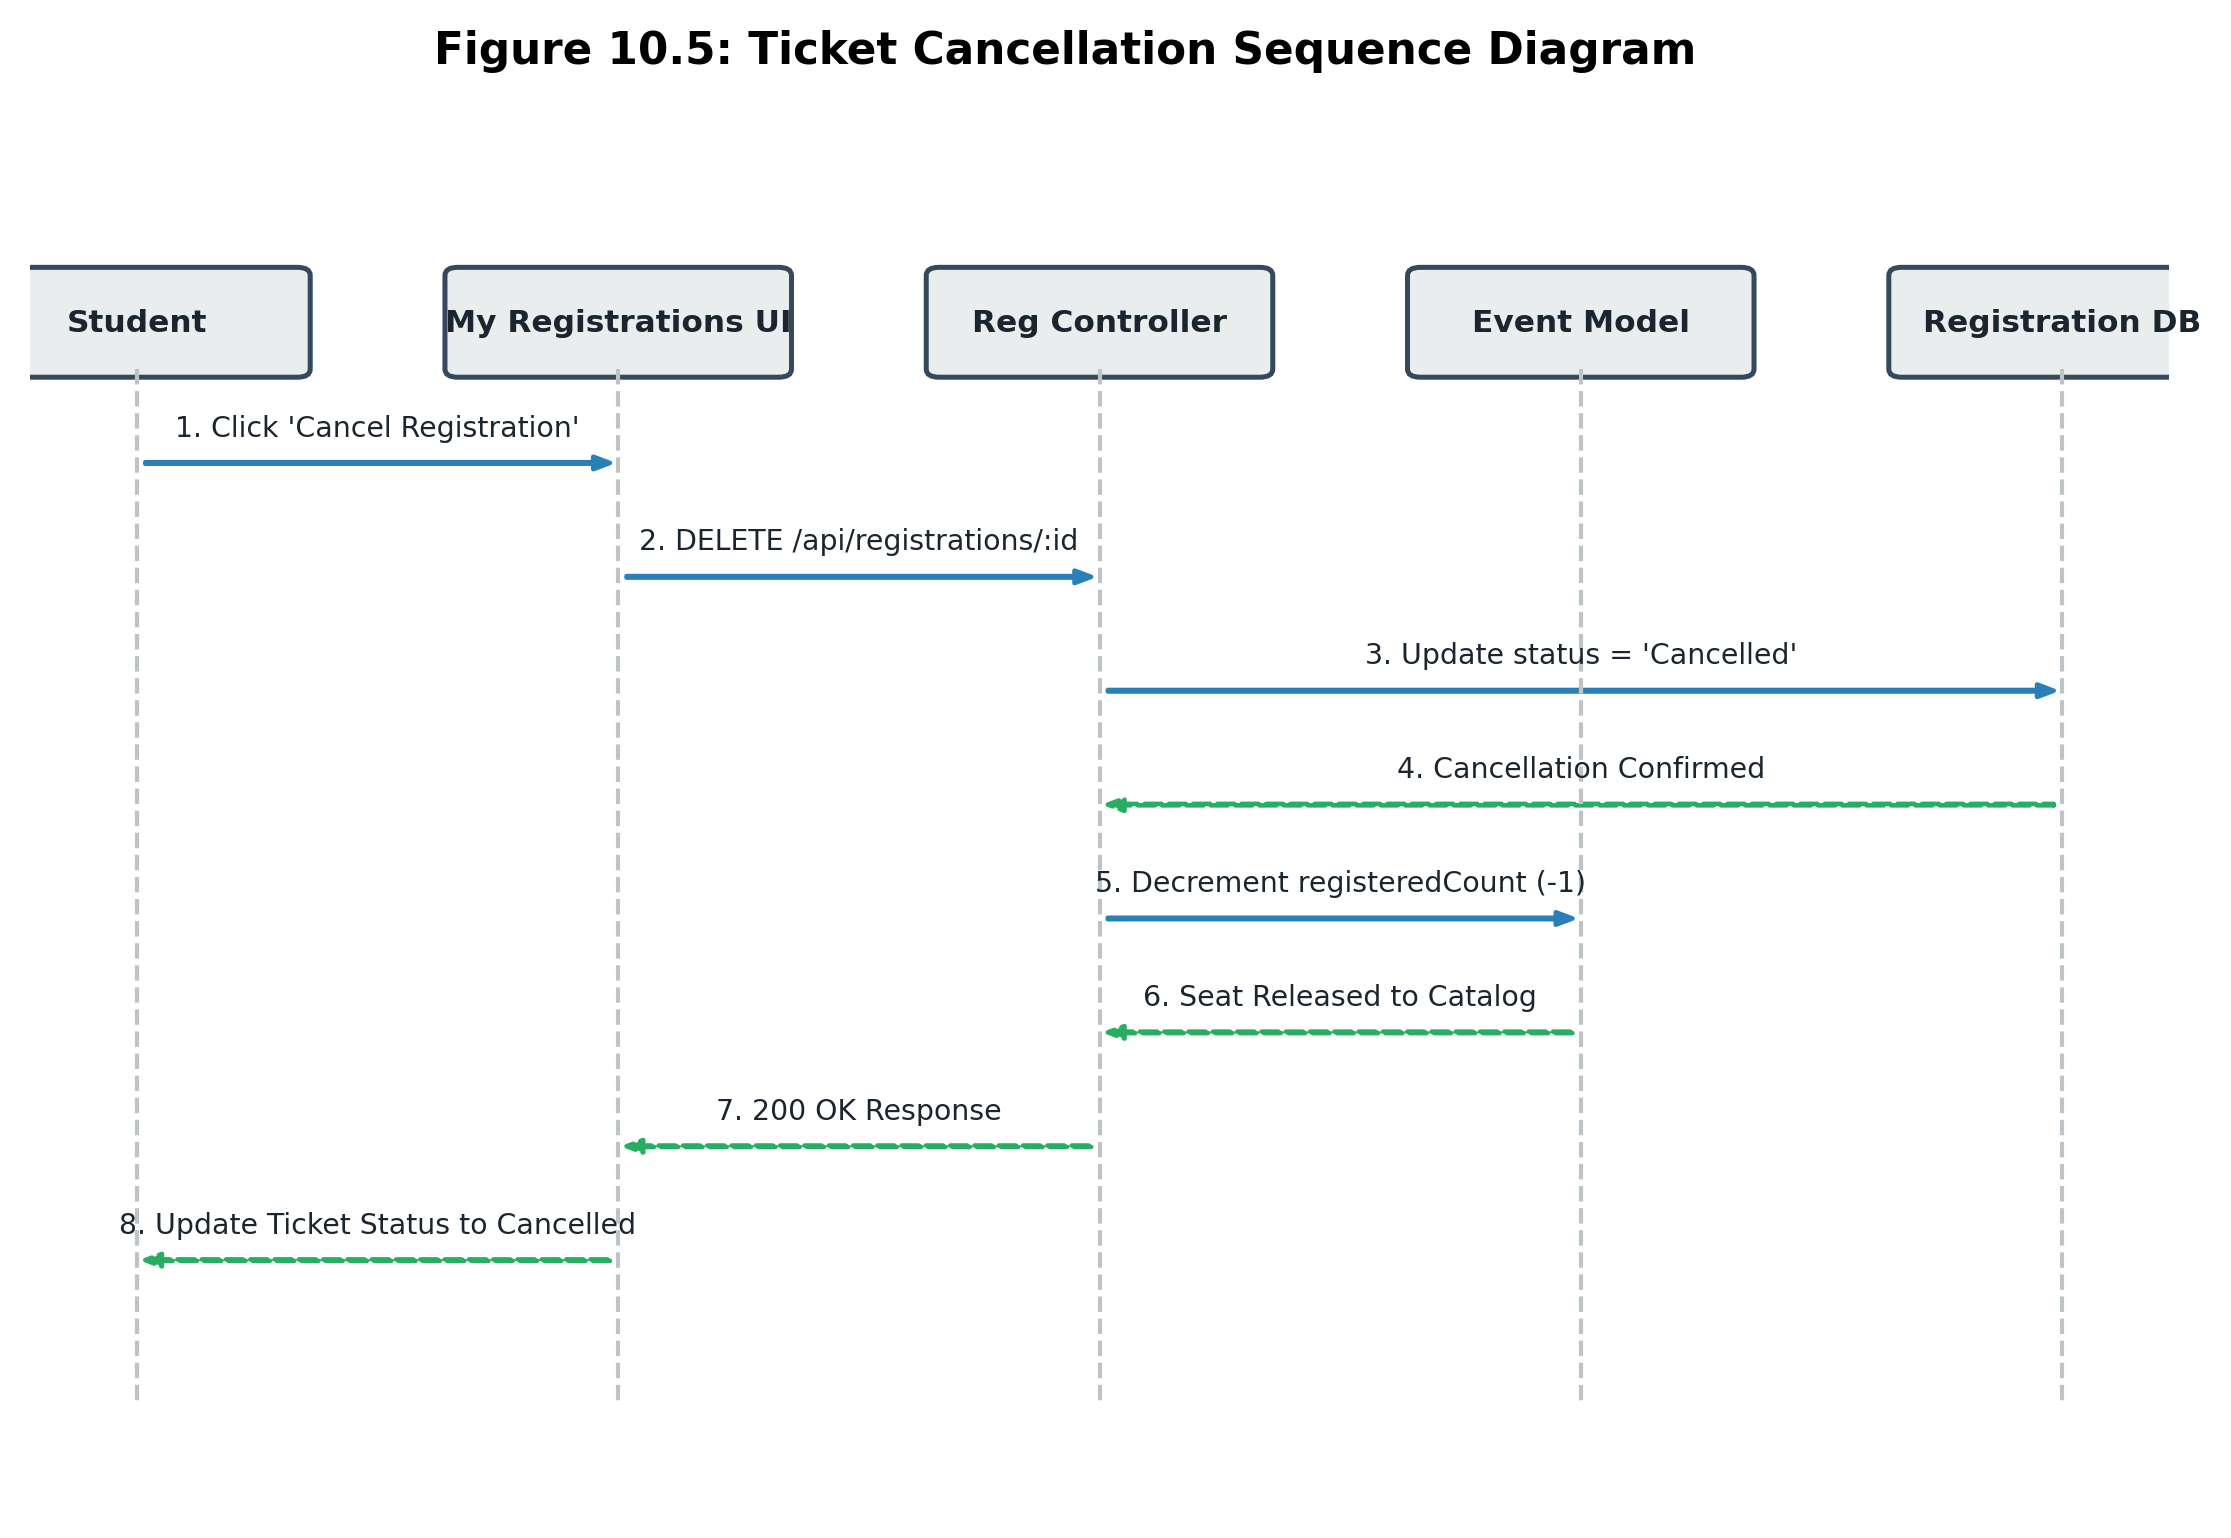 Figure 10.5: Ticket Cancellation Sequence Diagram
Student
My Registrations UI
Reg Controller
Event Model
Registration DB
1. Click 'Cancel Registration'
2. DELETE /api/registrations/:id
3. Update status = 'Cancelled'
4. Cancellation Confirmed
5. Decrement registeredCount (-1)
6. Seat Released to Catalog
7. 200 OK Response
8. Update Ticket Status to Cancelled